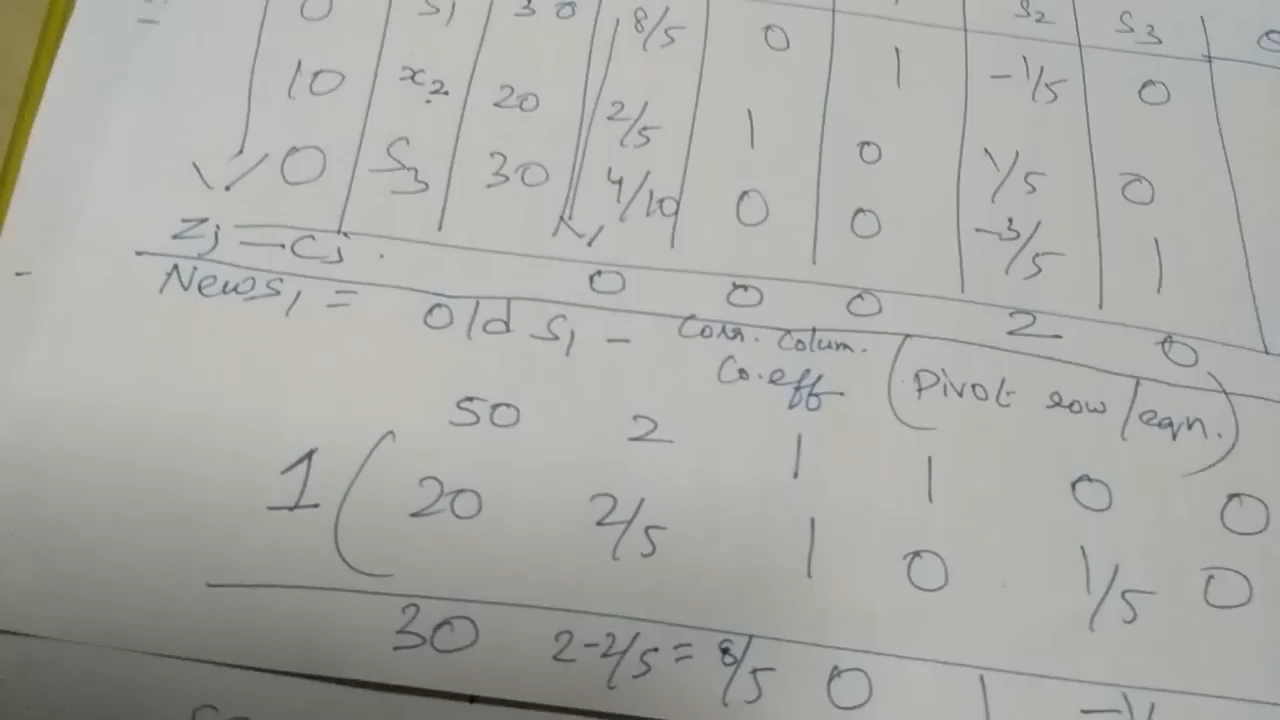 S2 S3
0 S1 30 8/5 0 1 -1/5 0
10 x2 20 2/5 1 0 1/5 0
0 S3 30 4/10 0 0 -3/5 1
Zj - Cj. 0 0 0 2 0
New S1 = Old S1 - Corr. Colum. Co.eff (Pivot row/eqn.)
50 2 1 1 0 0
1( 20 2/5 1 0 1/5 0
30 2-2/5 = 8/5 0 1